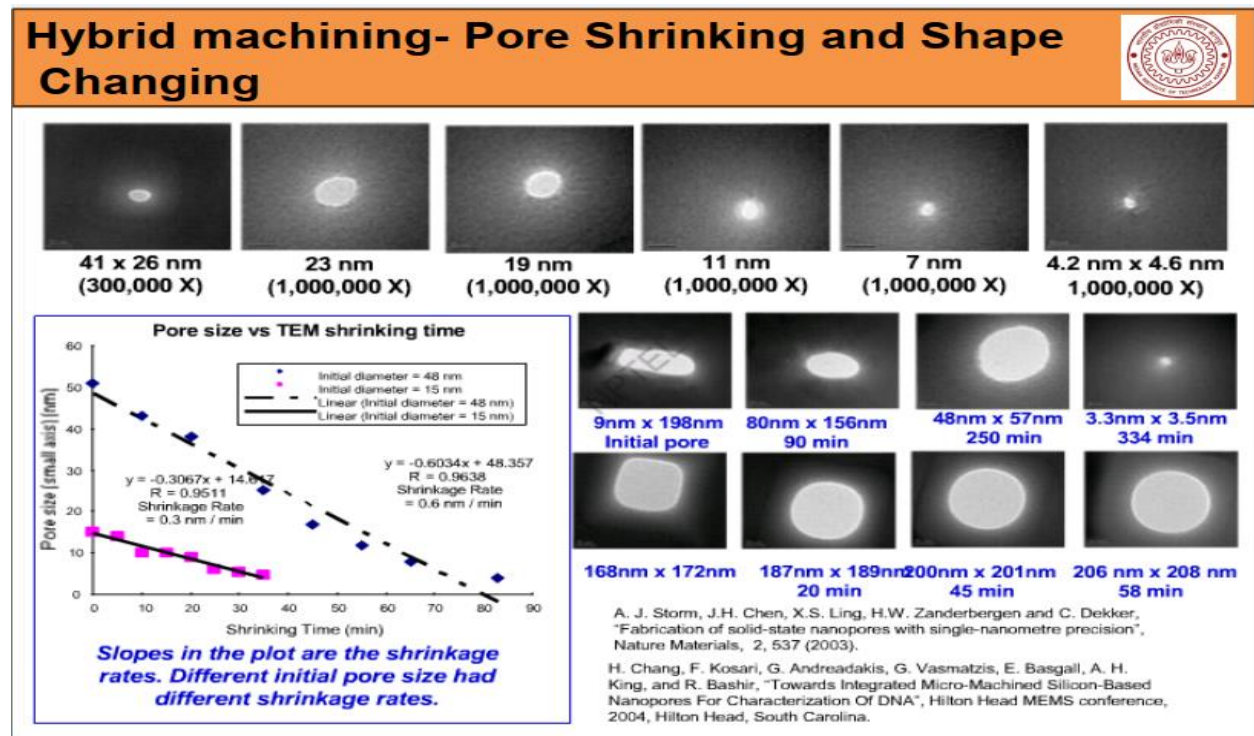 Hybrid machining- Pore Shrinking and Shape
Changing
41 x 26 nm
(300,000 X)
23 nm
(1,000,000 X)
19 nm
(1,000,000 X)
11 nm
(1,000,000 X)
7 nm
(1,000,000 X)
4.2 nm x 4.6 nm
1,000,000 X)
Pore size vs TEM shrinking time
Pore size (small axis) (nm)
60
50
40
30
20
10
0
Initial diameter = 48 nm
Initial diameter = 15 nm
Linear (Initial diameter = 48 nm)
Linear (Initial diameter = 15 nm)
y = -0.3067x + 14.617
R = 0.9511
Shrinkage Rate
= 0.3 nm / min
y = -0.6034x + 48.357
R = 0.9638
Shrinkage Rate
= 0.6 nm / min
0 10 20 30 40 50 60 70 80 90
Shrinking Time (min)
Slopes in the plot are the shrinkage
rates. Different initial pore size had
different shrinkage rates.
NPTEL
9nm x 198nm
Initial pore
80nm x 156nm
90 min
48nm x 57nm
250 min
3.3nm x 3.5nm
334 min
168nm x 172nm
187nm x 189nm
20 min
200nm x 201nm
45 min
206 nm x 208 nm
58 min
A. J. Storm, J.H. Chen, X.S. Ling, H.W. Zanderbergen and C. Dekker,
"Fabrication of solid-state nanopores with single-nanometre precision",
Nature Materials, 2, 537 (2003).
H. Chang, F. Kosari, G. Andreadakis, G. Vasmatzis, E. Basgall, A. H.
King, and R. Bashir, "Towards Integrated Micro-Machined Silicon-Based
Nanopores For Characterization Of DNA", Hilton Head MEMS conference,
2004, Hilton Head, South Carolina.